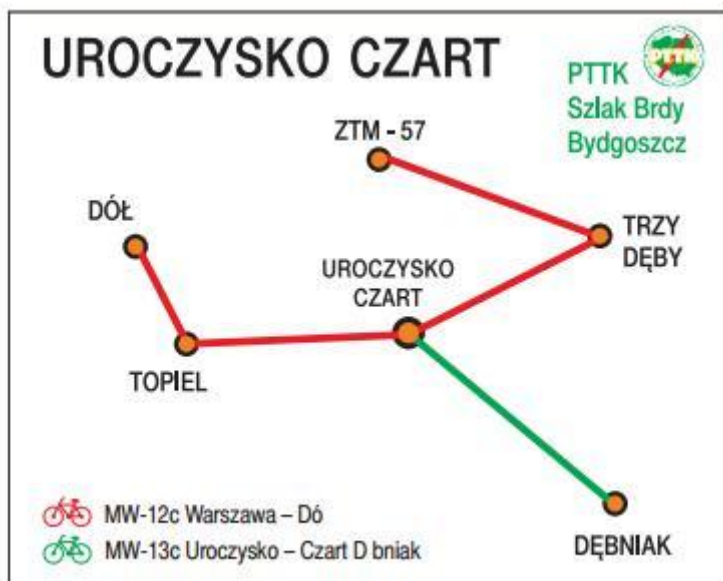 UROCZYSKO CZART
PTTK
PTTK
Szlak Brdy
Bydgoszcz
ZTM - 57
DÓŁ
TRZY
DĘBY
UROCZYSKO
CZART
TOPIEL
DĘBNIAK
MW-12c Warszawa – Dó
MW-13c Uroczysko – Czart D bniak